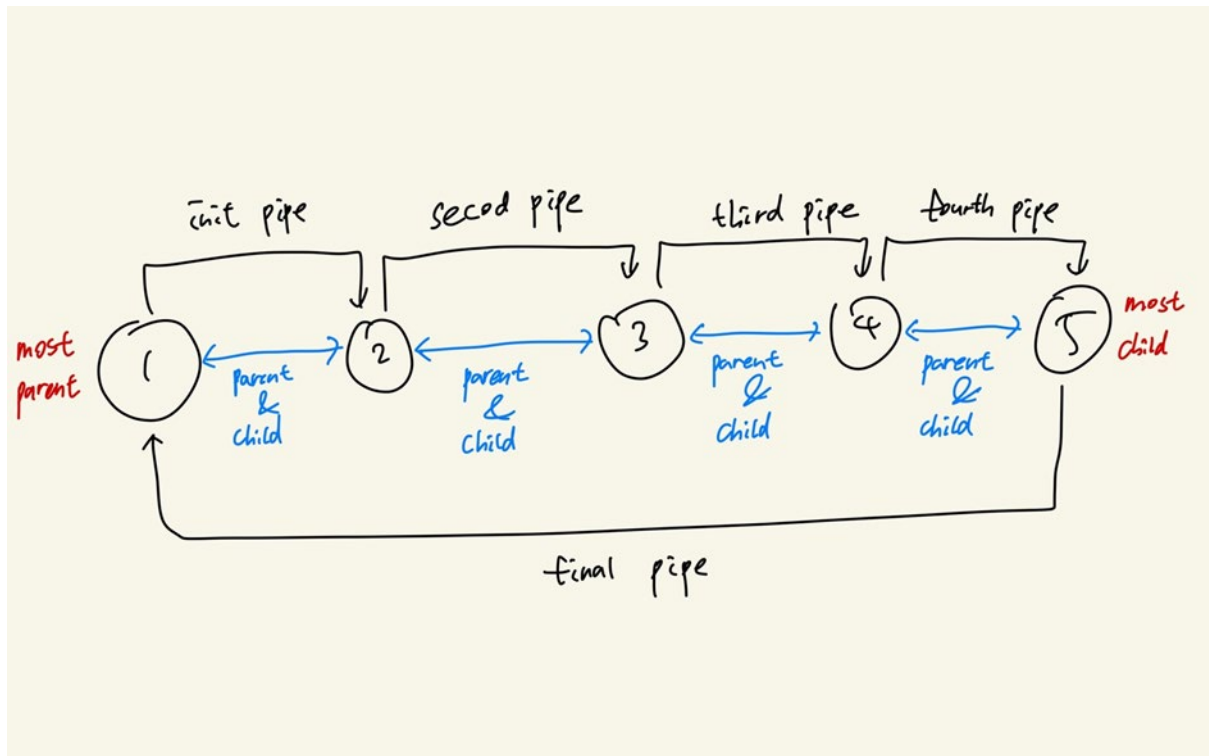 init pipe
secod pipe
third pipe
fourth pipe
most
parent
1
parent
&
child
2
parent
&
child
3
parent
&
child
4
parent
&
child
5
most
child
final pipe